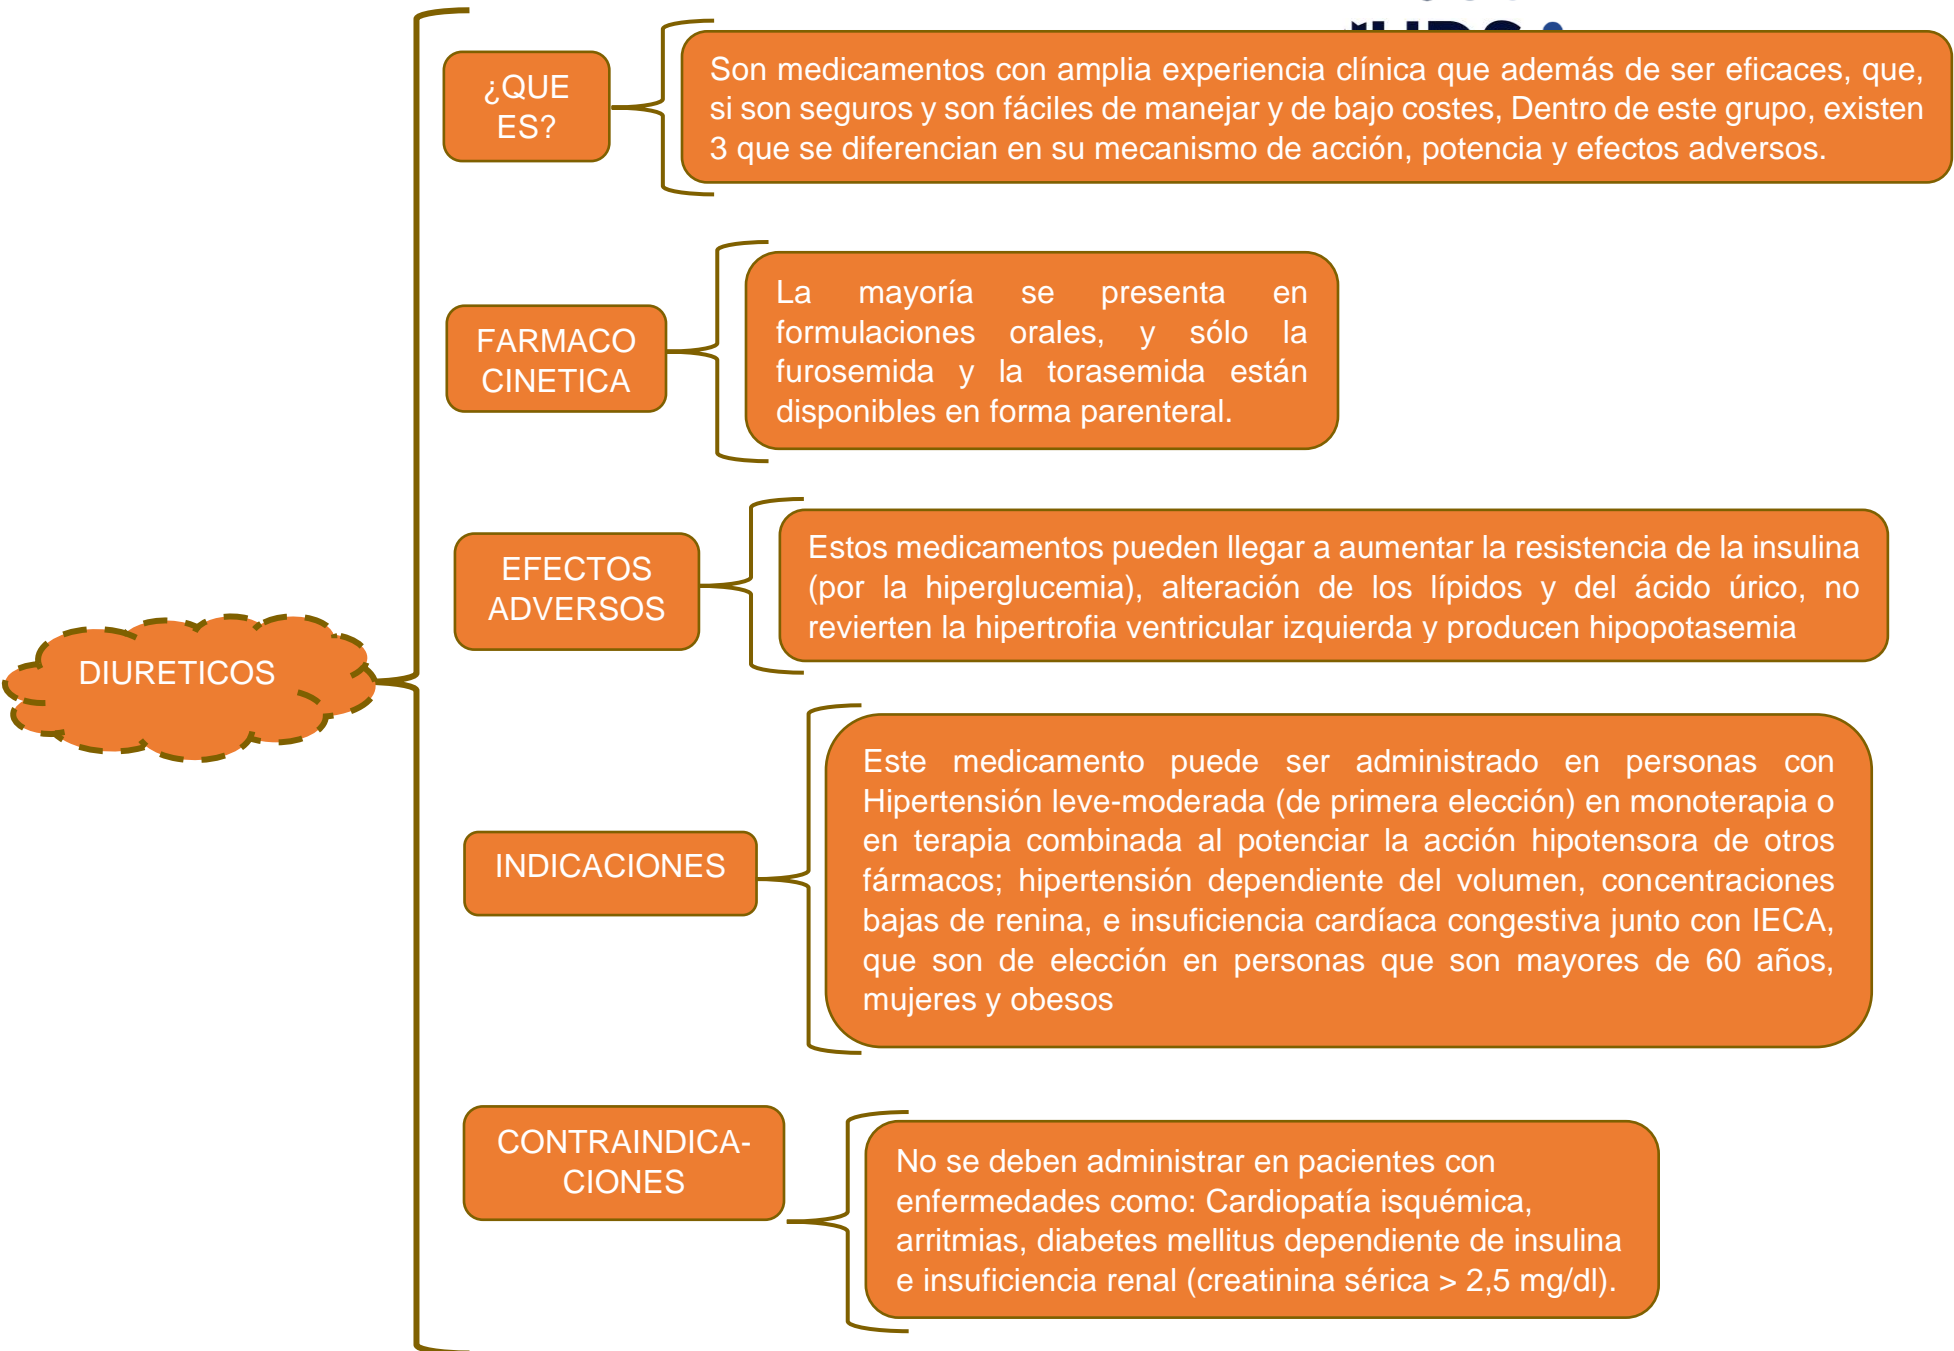 ¿QUE
ES?
Son medicamentos con amplia experiencia clínica que además de ser eficaces, que,
si son seguros y son fáciles de manejar y de bajo costes, Dentro de este grupo, existen
3 que se diferencian en su mecanismo de acción, potencia y efectos adversos.
FARMACO
CINETICA
La mayoría se presenta en
formulaciones orales, y sólo la
furosemida y la torasemida están
disponibles en forma parenteral.
EFECTOS
ADVERSOS
Estos medicamentos pueden llegar a aumentar la resistencia de la insulina
(por la hiperglucemia), alteración de los lípidos y del ácido úrico, no
revierten la hipertrofia ventricular izquierda y producen hipopotasemia
DIURETICOS
INDICACIONES
Este medicamento puede ser administrado en personas con
Hipertensión leve-moderada (de primera elección) en monoterapia o
en terapia combinada al potenciar la acción hipotensora de otros
fármacos; hipertensión dependiente del volumen, concentraciones
bajas de renina, e insuficiencia cardíaca congestiva junto con IECA,
que son de elección en personas que son mayores de 60 años,
mujeres y obesos
CONTRAINDICA-
CIONES
No se deben administrar en pacientes con
enfermedades como: Cardiopatía isquémica,
arritmias, diabetes mellitus dependiente de insulina
e insuficiencia renal (creatinina sérica > 2,5 mg/dl).